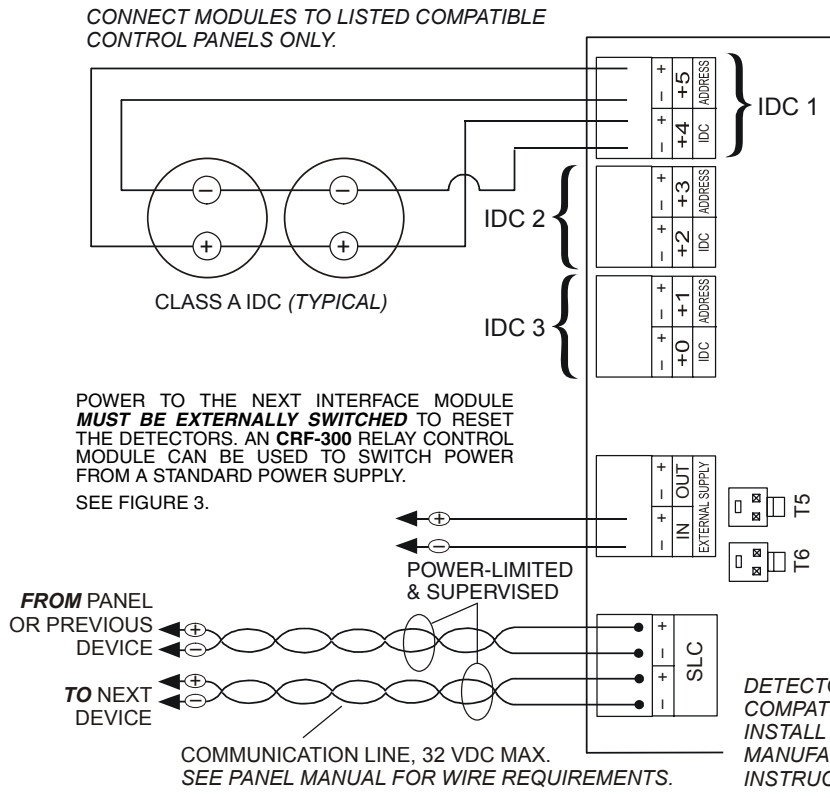 CONNECT MODULES TO LISTED COMPATIBLE
CONTROL PANELS ONLY.
+ − +5 ADDRESS
+ − +4 IDC
IDC 1
+ − +3 ADDRESS
+ − +2 IDC
IDC 2
+ − +1 ADDRESS
+ − +0 IDC
IDC 3
− −
+ +
CLASS A IDC (TYPICAL)
POWER TO THE NEXT INTERFACE MODULE
MUST BE EXTERNALLY SWITCHED TO RESET
THE DETECTORS. AN CRF-300 RELAY CONTROL
MODULE CAN BE USED TO SWITCH POWER
FROM A STANDARD POWER SUPPLY.
SEE FIGURE 3.
+ − OUT
+ − IN
EXTERNAL SUPPLY
T5
T6
+
−
POWER-LIMITED
& SUPERVISED
FROM PANEL
OR PREVIOUS
DEVICE
+
−
TO NEXT
DEVICE
+
−
+ − + −
SLC
COMMUNICATION LINE, 32 VDC MAX.
SEE PANEL MANUAL FOR WIRE REQUIREMENTS.
INSTALL